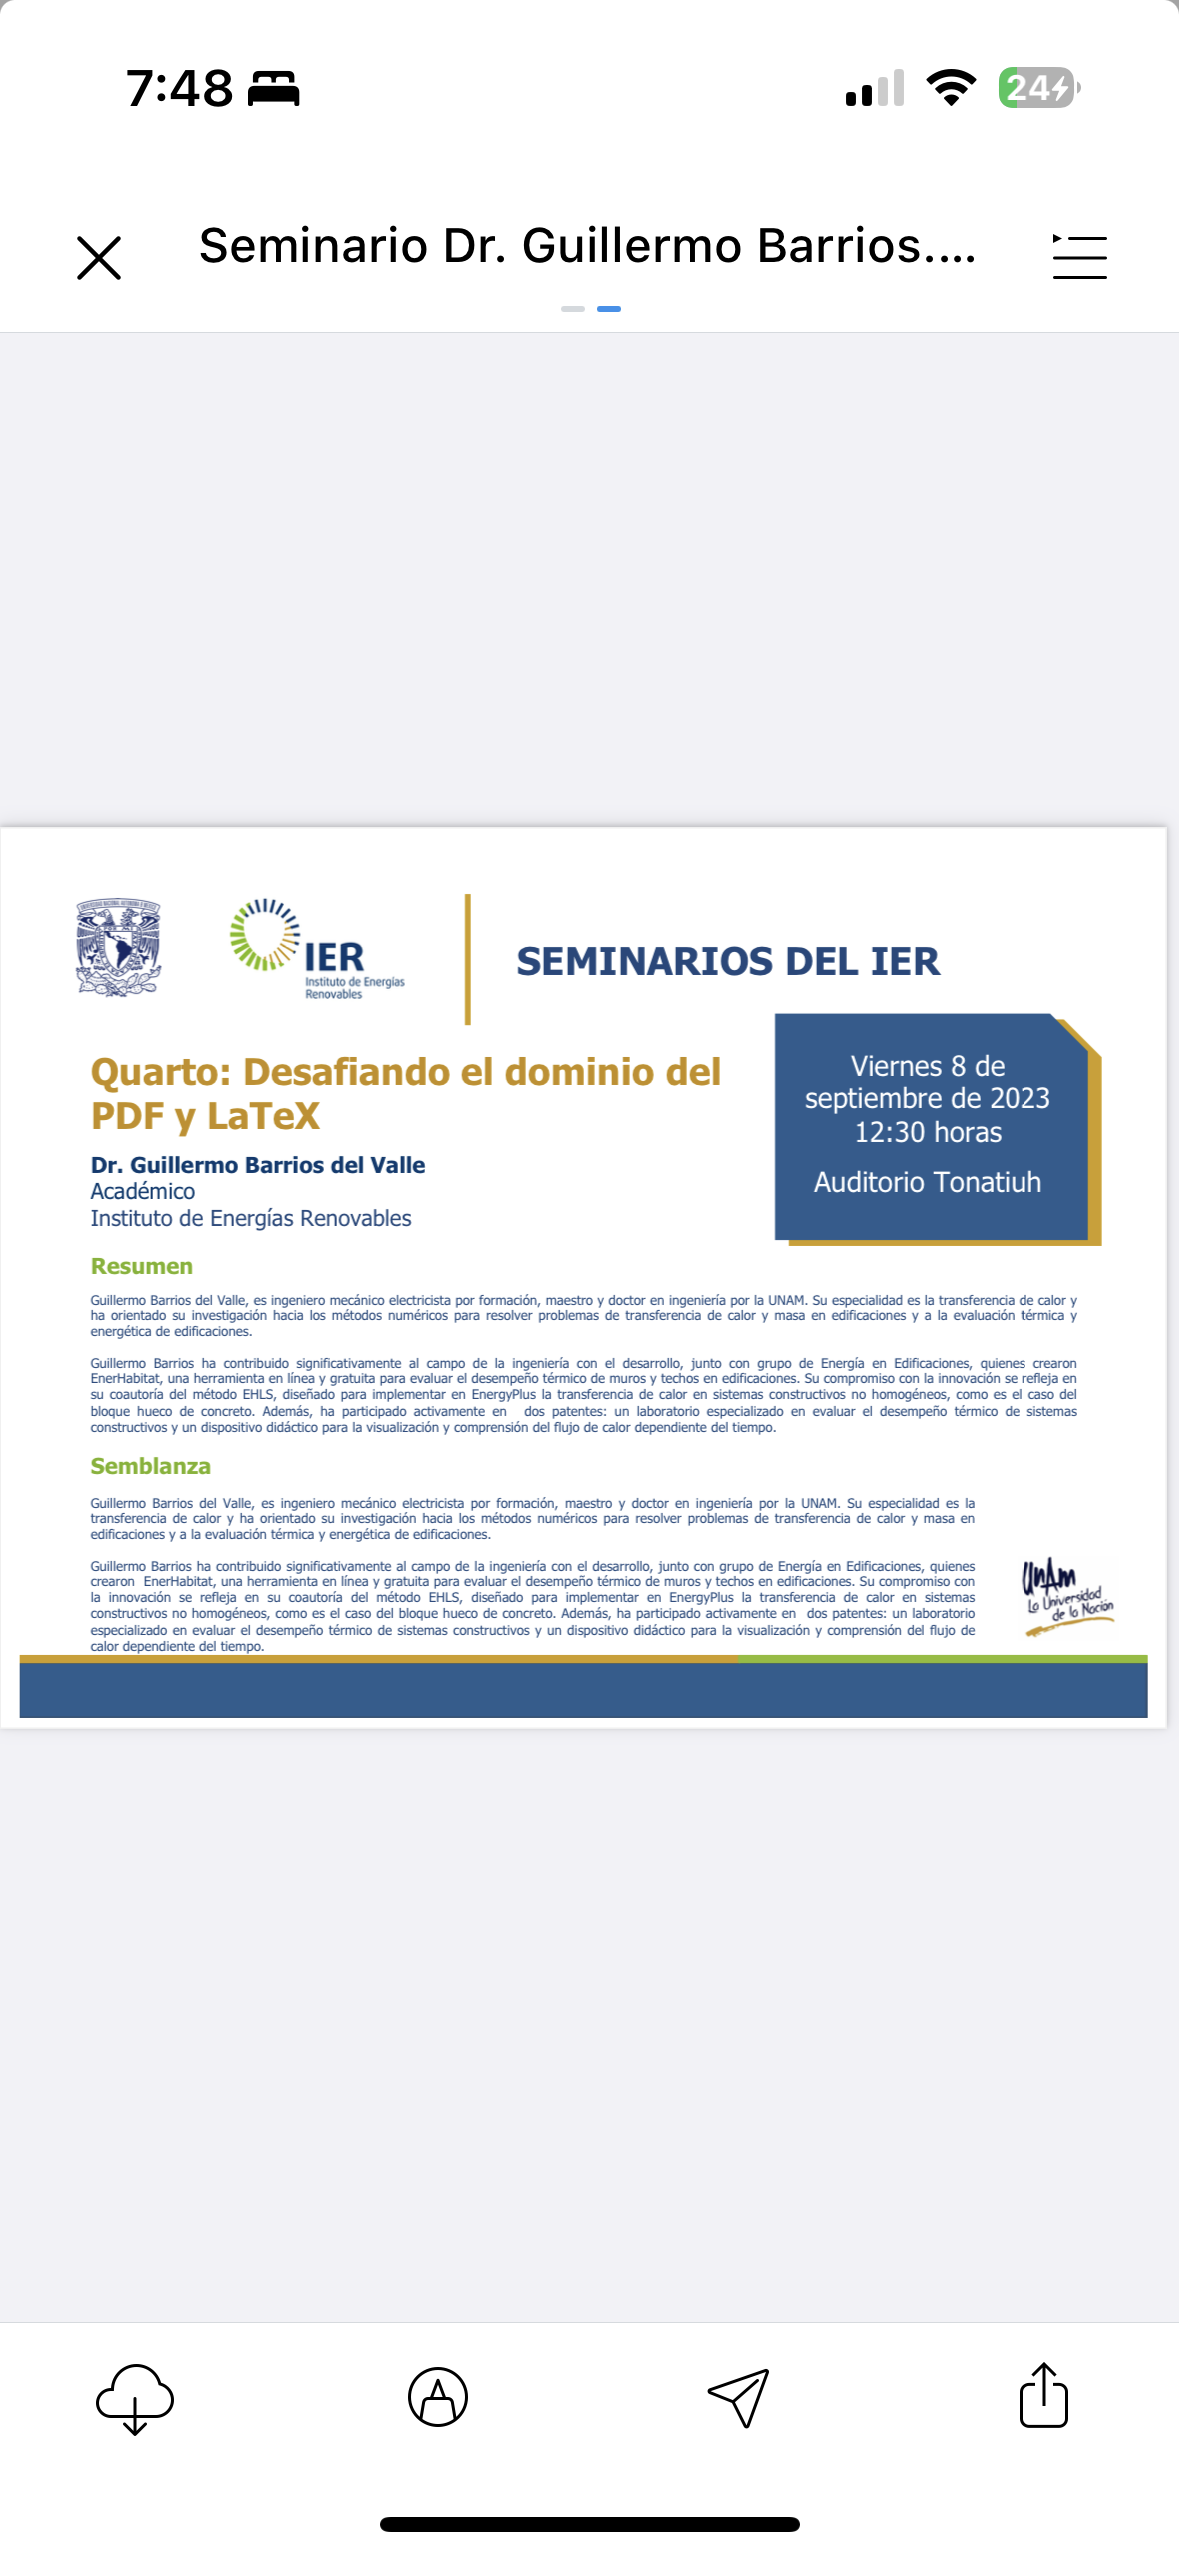 7:48
24
Seminario Dr. Guillermo Barrios....
IER
Instituto de Energías
Renovables
SEMINARIOS DEL IER
Quarto: Desafiando el dominio del
PDF y LaTeX
Viernes 8 de
septiembre de 2023
12:30 horas
Auditorio Tonatiuh
Dr. Guillermo Barrios del Valle
Académico
Instituto de Energías Renovables
Resumen
Guillermo Barrios del Valle, es ingeniero mecánico electricista por formación, maestro y doctor en ingeniería por la UNAM. Su especialidad es la transferencia de calor y
ha orientado su investigación hacia los métodos numéricos para resolver problemas de transferencia de calor y masa en edificaciones y a la evaluación térmica y
energética de edificaciones.
Guillermo Barrios ha contribuido significativamente al campo de la ingeniería con el desarrollo, junto con grupo de Energía en Edificaciones, quienes crearon
EnerHabitat, una herramienta en línea y gratuita para evaluar el desempeño térmico de muros y techos en edificaciones. Su compromiso con la innovación se refleja en
su coautoría del método EHLS, diseñado para implementar en EnergyPlus la transferencia de calor en sistemas constructivos no homogéneos, como es el caso del
bloque hueco de concreto. Además, ha participado activamente en dos patentes: un laboratorio especializado en evaluar el desempeño térmico de sistemas
constructivos y un dispositivo didáctico para la visualización y comprensión del flujo de calor dependiente del tiempo.
Semblanza
Guillermo Barrios del Valle, es ingeniero mecánico electricista por formación, maestro y doctor en ingeniería por la UNAM. Su especialidad es la
transferencia de calor y ha orientado su investigación hacia los métodos numéricos para resolver problemas de transferencia de calor y masa en
edificaciones y a la evaluación térmica y energética de edificaciones.
Guillermo Barrios ha contribuido significativamente al campo de la ingeniería con el desarrollo, junto con grupo de Energía en Edificaciones, quienes
crearon EnerHabitat, una herramienta en línea y gratuita para evaluar el desempeño térmico de muros y techos en edificaciones. Su compromiso con
la innovación se refleja en su coautoría del método EHLS, diseñado para implementar en EnergyPlus la transferencia de calor en sistemas
constructivos no homogéneos, como es el caso del bloque hueco de concreto. Además, ha participado activamente en dos patentes: un laboratorio
especializado en evaluar el desempeño térmico de sistemas constructivos y un dispositivo didáctico para la visualización y comprensión del flujo de
calor dependiente del tiempo.
UNAM
La Universidad
de la Nación